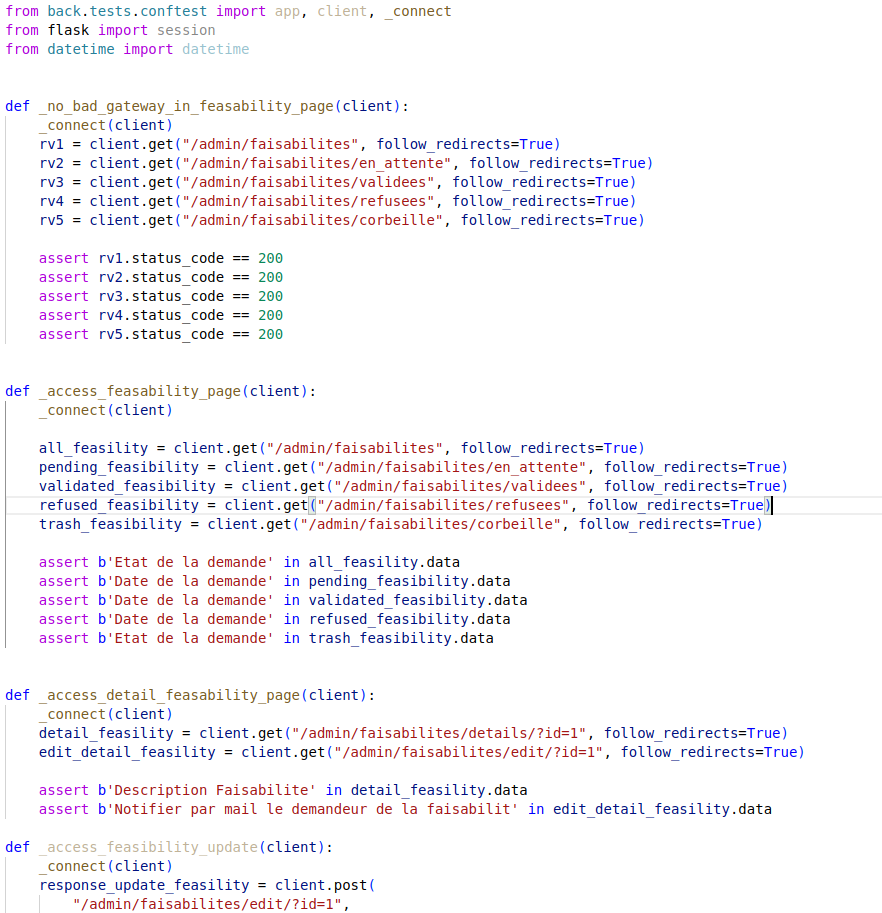 from back.tests.conftest import app, client, _connect
from flask import session
from datetime import datetime
def _no_bad_gateway_in_feasability_page(client):
    _connect(client)
    rv1 = client.get("/admin/faisabilites", follow_redirects=True)
    rv2 = client.get("/admin/faisabilites/en_attente", follow_redirects=True)
    rv3 = client.get("/admin/faisabilites/validees", follow_redirects=True)
    rv4 = client.get("/admin/faisabilites/refusees", follow_redirects=True)
    rv5 = client.get("/admin/faisabilites/corbeille", follow_redirects=True)
    assert rv1.status_code == 200
    assert rv2.status_code == 200
    assert rv3.status_code == 200
    assert rv4.status_code == 200
    assert rv5.status_code == 200
def _access_feasability_page(client):
    _connect(client)
    all_feasility = client.get("/admin/faisabilites", follow_redirects=True)
    pending_feasibility = client.get("/admin/faisabilites/en_attente", follow_redirects=True)
    validated_feasibility = client.get("/admin/faisabilites/validees", follow_redirects=True)
    refused_feasibility = client.get("/admin/faisabilites/refusees", follow_redirects=True)
    trash_feasibility = client.get("/admin/faisabilites/corbeille", follow_redirects=True)
    assert b'Etat de la demande' in all_feasility.data
    assert b'Date de la demande' in pending_feasibility.data
    assert b'Date de la demande' in validated_feasibility.data
    assert b'Date de la demande' in refused_feasibility.data
    assert b'Etat de la demande' in trash_feasibility.data
def _access_detail_feasability_page(client):
    _connect(client)
    detail_feasility = client.get("/admin/faisabilites/details/?id=1", follow_redirects=True)
    edit_detail_feasility = client.get("/admin/faisabilites/edit/?id=1", follow_redirects=True)
    assert b'Description Faisabilite' in detail_feasility.data
    assert b'Notifier par mail le demandeur de la faisabilit' in edit_detail_feasility.data
def _access_feasibility_update(client):
    _connect(client)
    response_update_feasility = client.post(
        "/admin/faisabilites/edit/?id=1",